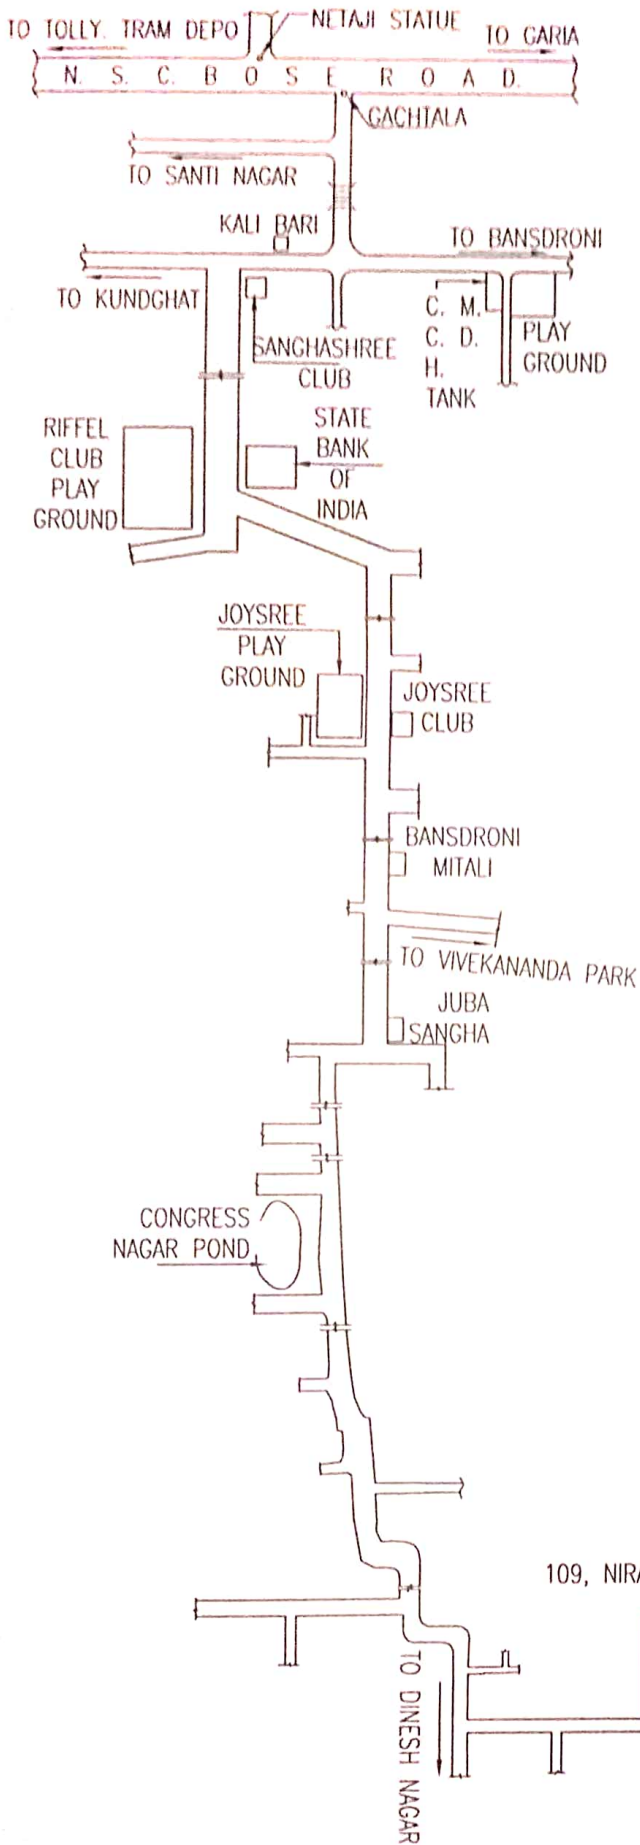 TO TOLLY. TRAM DEPO
NETAJI STATUE
TO GARIA
N. S. C. BOSE ROAD.
GACHTALA
TO SANTI NAGAR
KALI BARI
TO BANSDRONI
TO KUNDGHAT
SANGHASHREE
CLUB
C. M.
C. D.
H.
TANK
PLAY
GROUND
RIFFEL
CLUB
PLAY
GROUND
STATE
BANK
OF
INDIA
JOYSREE
PLAY
GROUND
JOYSREE
CLUB
BANSDRONI
MITALI
TO VIVEKANANDA PARK
JUBA
SANGHA
CONGRESS
NAGAR POND
109, NIRA
TO DINESH NAGAR